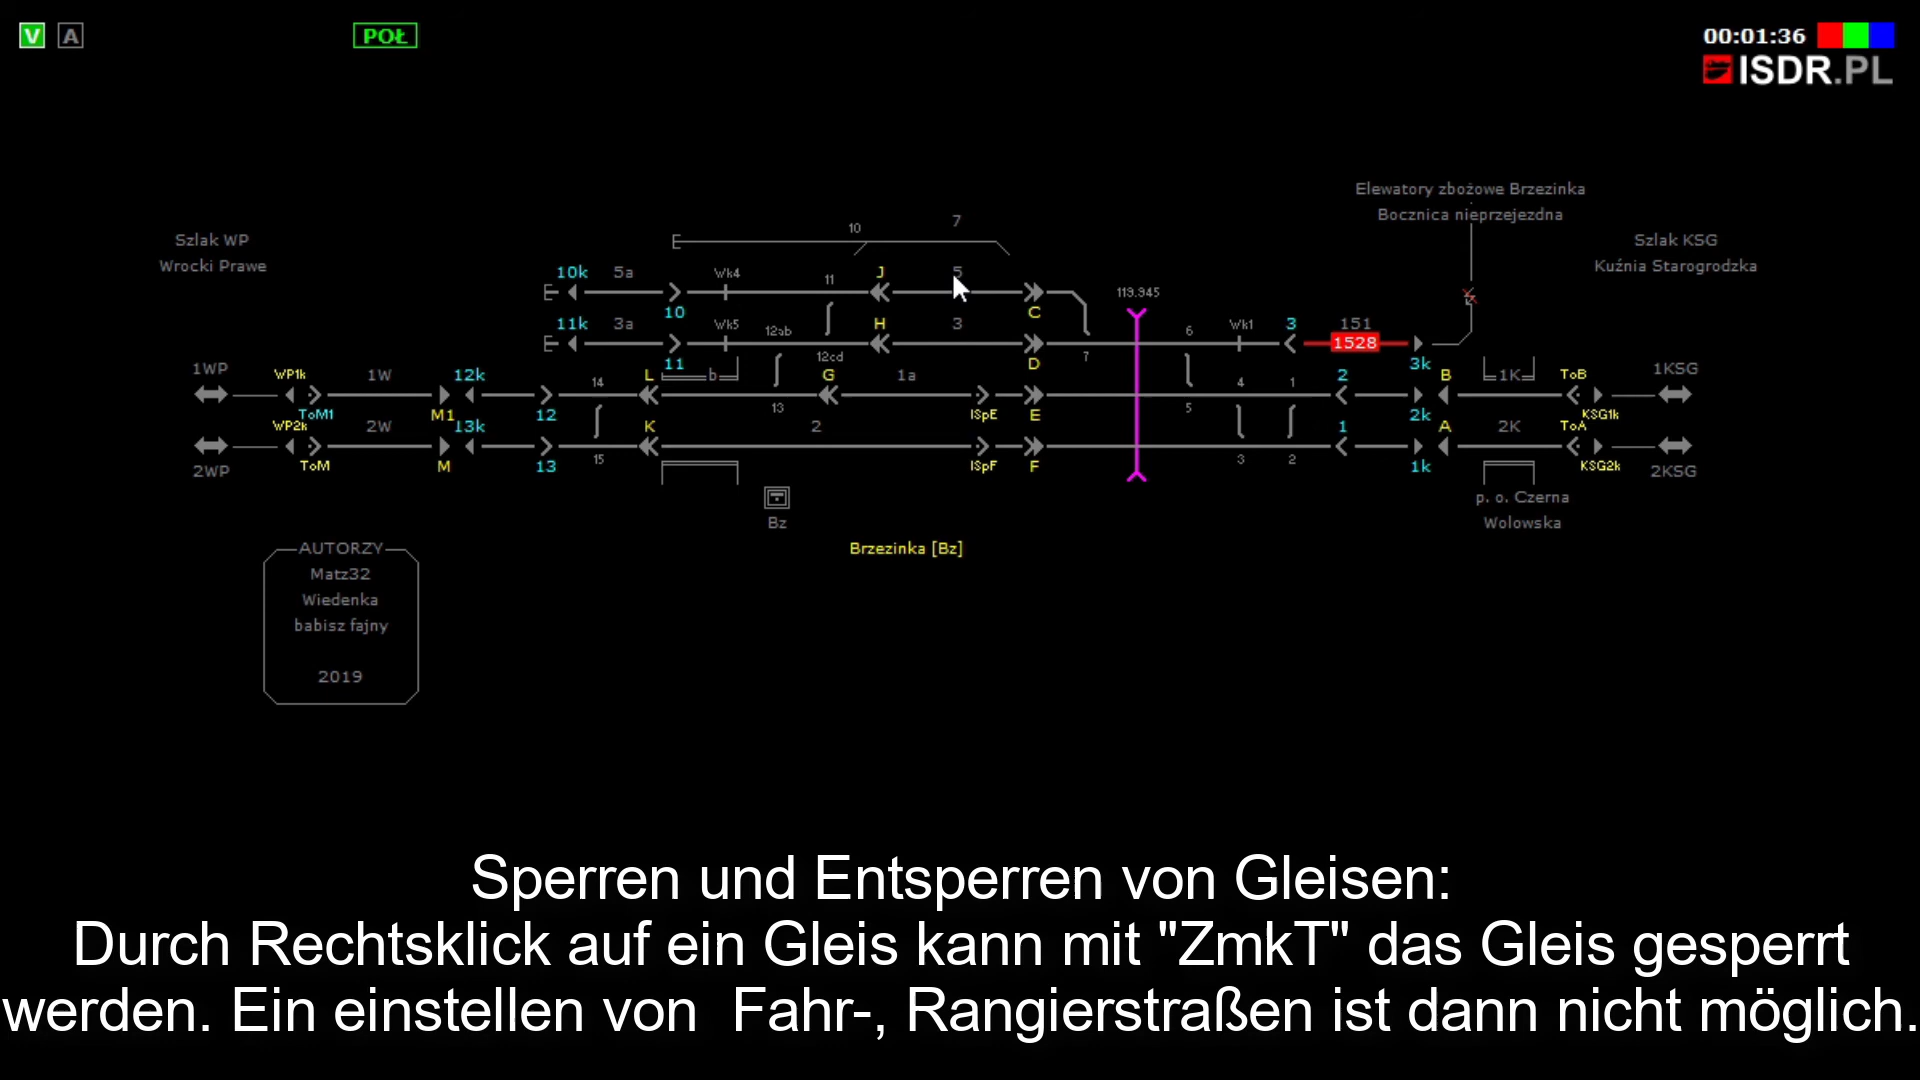 V A POŁ 00:01:36
ISDR.PL
Elewatory zbożowe Brzezinka
Bocznica nieprzejezdna
Szlak WP
Wrocki Prawe
Szlak KSG
Kuźnia Starogrodzka
10 7
10k 5a Wk4 11 J 5 119.945
10 C
11k 3a Wk5 12ab H 3 6 Wk1 3 151
1528
11 12cd D 7 3k
1WP WP1k 1W 12k 14 L b G 1a 4 1 2 B 1K ToB 1KSG
ToM1 M1 12 13 ISpE E 5 2k KSG1k
WP2k 2W 13k K 2 1 A 2K ToA
2WP ToM M 13 15 ISpF F 3 2 1k KSG2k 2KSG
p. o. Czerna
Wolowska
Bz
Brzezinka [Bz]
AUTORZY
Matz32
Wiedenka
babisz fajny
2019
Sperren und Entsperren von Gleisen:
Durch Rechtsklick auf ein Gleis kann mit "ZmkT" das Gleis gesperrt
werden. Ein einstellen von  Fahr-, Rangierstraßen ist dann nicht möglich.